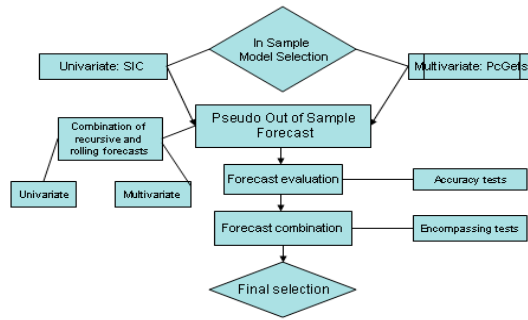 In Sample
Model Selection
Univariate: SIC
Multivariate: PcGets
Pseudo Out of Sample
Forecast
Combination of
recursive and
rolling forecasts
Univariate
Multivariate
Forecast evaluation
Accuracy tests
Forecast combination
Encompassing tests
Final selection